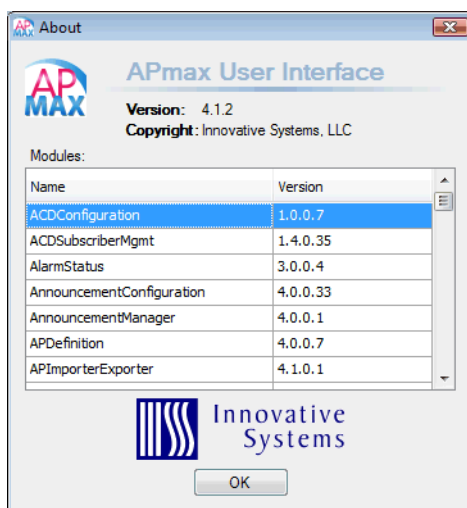 About
AP
MAX
APmax User Interface
Version: 4.1.2
Copyright: Innovative Systems, LLC
Modules:
Name Version
ACDConfiguration 1.0.0.7
ACDSubscriberMgmt 1.4.0.35
AlarmStatus 3.0.0.4
AnnouncementConfiguration 4.0.0.33
AnnouncementManager 4.0.0.1
APDefinition 4.0.0.7
APImporterExporter 4.1.0.1
Innovative
Systems
OK